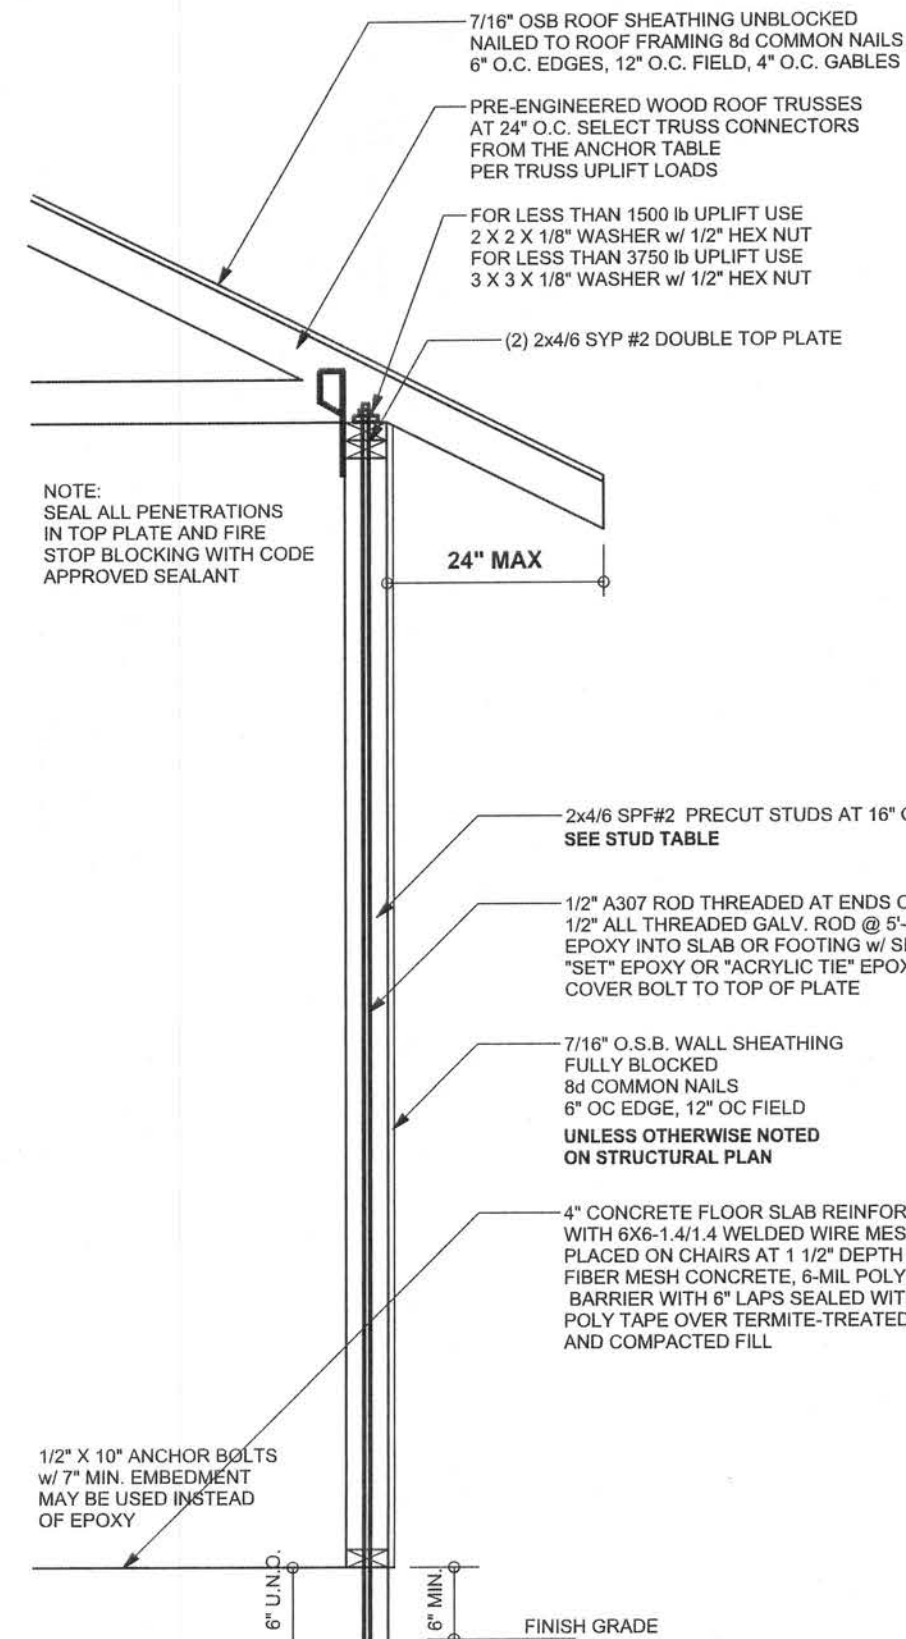 7/16" OSB ROOF SHEATHING UNBLOCKED
NAILED TO ROOF FRAMING 8d COMMON NAILS
6" O.C. EDGES, 12" O.C. FIELD, 4" O.C. GABLES
PRE-ENGINEERED WOOD ROOF TRUSSES
AT 24" O.C. SELECT TRUSS CONNECTORS
FROM THE ANCHOR TABLE
PER TRUSS UPLIFT LOADS
FOR LESS THAN 1500 lb UPLIFT USE
2 X 2 X 1/8" WASHER w/ 1/2" HEX NUT
FOR LESS THAN 3750 lb UPLIFT USE
3 X 3 X 1/8" WASHER w/ 1/2" HEX NUT
(2) 2x4/6 SYP #2 DOUBLE TOP PLATE
NOTE:
SEAL ALL PENETRATIONS
IN TOP PLATE AND FIRE
STOP BLOCKING WITH CODE
APPROVED SEALANT
24" MAX
2x4/6 SPF#2 PRECUT STUDS AT 16"
SEE STUD TABLE
1/2" A307 ROD THREADED AT ENDS
1/2" ALL THREADED GALV. ROD @ 5'-
EPOXY INTO SLAB OR FOOTING w/
"SET" EPOXY OR "ACRYLIC TIE"
COVER BOLT TO TOP OF PLATE
7/16" O.S.B. WALL SHEATHING
FULLY BLOCKED
8d COMMON NAILS
6" OC EDGE, 12" OC FIELD
UNLESS OTHERWISE NOTED
ON STRUCTURAL PLAN
4" CONCRETE FLOOR SLAB
WITH 6X6-1.4/1.4 WELDED WIRE
PLACED ON CHAIRS AT 1 1/2" DEPTH
FIBER MESH CONCRETE, 6-MIL POLY
BARRIER WITH 6" LAPS SEALED
POLY TAPE OVER TERMITE-TREATED
AND COMPACTED FILL
1/2" X 10" ANCHOR BOLTS
w/ 7" MIN. EMBEDMENT
MAY BE USED INSTEAD
OF EPOXY
6" U.N.O.
6" MIN.
FINISH GRADE